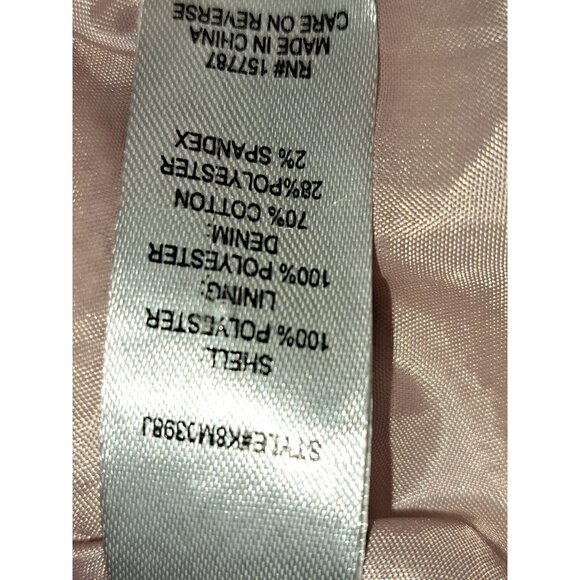 STYLE#K8M0398J
SHELL:
100% POLYESTER
LINING:
100% POLYESTER
DENIM:
70% COTTON
28%POLYESTER
2% SPANDEX
RN# 157787
MADE IN CHINA
CARE ON REVERSE